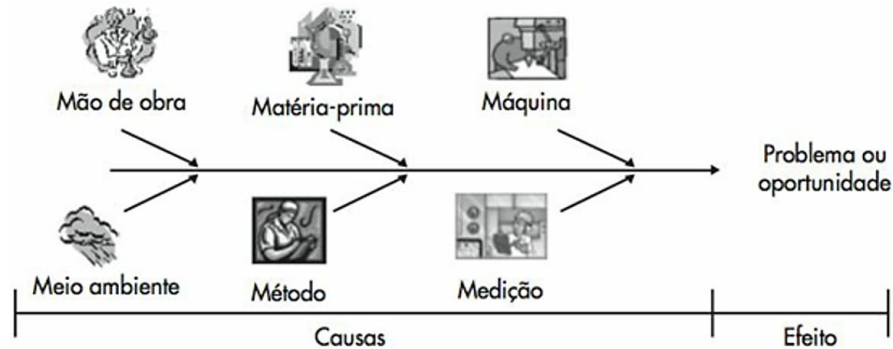 Mão de obra
Matéria-prima
Máquina
Problema ou
oportunidade
Meio ambiente
Método
Medição
Causas
Efeito